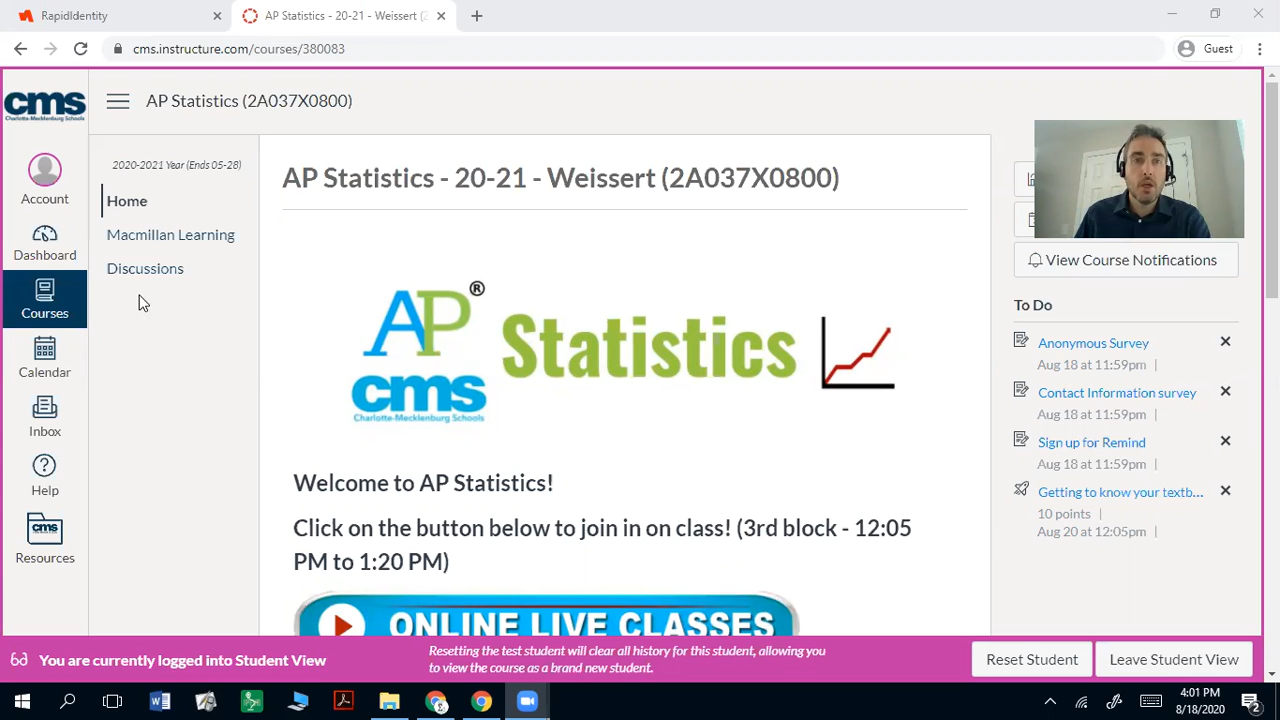 RapidIdentity
AP Statistics - 20-21 - Weissert (2
cms.instructure.com/courses/380083
Guest
cms
Charlotte-Mecklenburg Schools
AP Statistics (2A037X0800)
2020-2021 Year (Ends 05-28)
Home
Macmillan Learning
Discussions
Account
Dashboard
Courses
Calendar
Inbox
Help
cms
Resources
AP Statistics - 20-21 - Weissert (2A037X0800)
AP® Statistics
cms
Charlotte-Mecklenburg Schools
Welcome to AP Statistics!
Click on the button below to join in on class! (3rd block - 12:05
PM to 1:20 PM)
ONLINE LIVE CLASSES
View Course Notifications
To Do
Anonymous Survey
Aug 18 at 11:59pm |
Contact Information survey
Aug 18 at 11:59pm |
Sign up for Remind
Aug 18 at 11:59pm |
Getting to know your textb...
10 points |
Aug 20 at 12:05pm |
You are currently logged into Student View
Resetting the test student will clear all history for this student, allowing you
to view the course as a brand new student.
Reset Student
Leave Student View
4:01 PM
8/18/2020
2